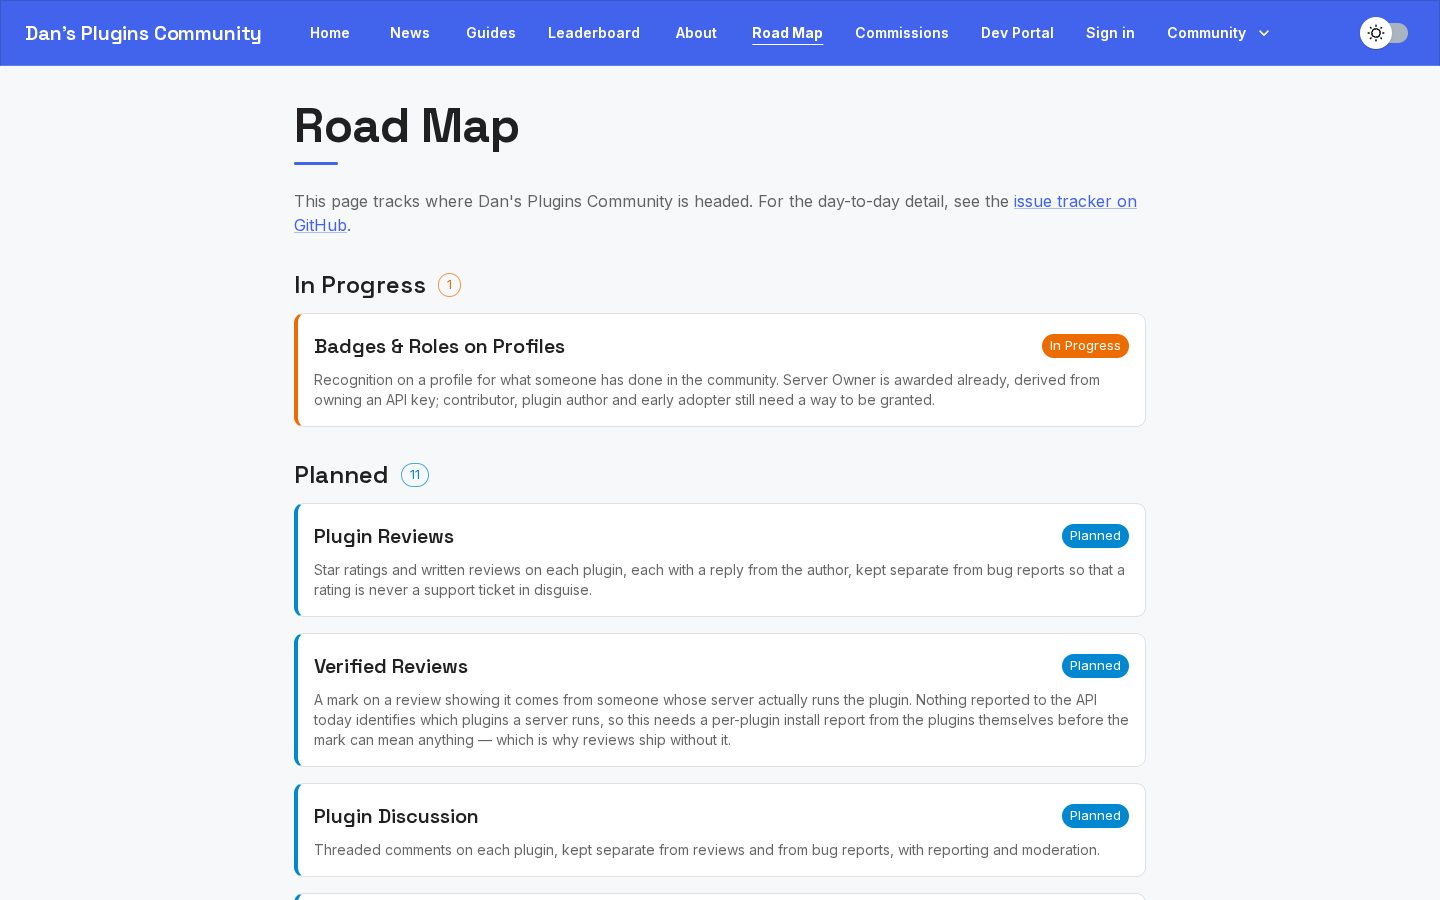 Dan's Plugins Community Home News Guides Leaderboard About Road Map Commissions Dev Portal Sign in Community
Road Map
This page tracks where Dan's Plugins Community is headed. For the day-to-day detail, see the issue tracker on
GitHub.
In Progress 1
Badges & Roles on Profiles In Progress
Recognition on a profile for what someone has done in the community. Server Owner is awarded already, derived from
owning an API key; contributor, plugin author and early adopter still need a way to be granted.
Planned 11
Plugin Reviews Planned
Star ratings and written reviews on each plugin, each with a reply from the author, kept separate from bug reports so that a
rating is never a support ticket in disguise.
Verified Reviews Planned
A mark on a review showing it comes from someone whose server actually runs the plugin. Nothing reported to the API
today identifies which plugins a server runs, so this needs a per-plugin install report from the plugins themselves before the
mark can mean anything — which is why reviews ship without it.
Plugin Discussion Planned
Threaded comments on each plugin, kept separate from reviews and from bug reports, with reporting and moderation.